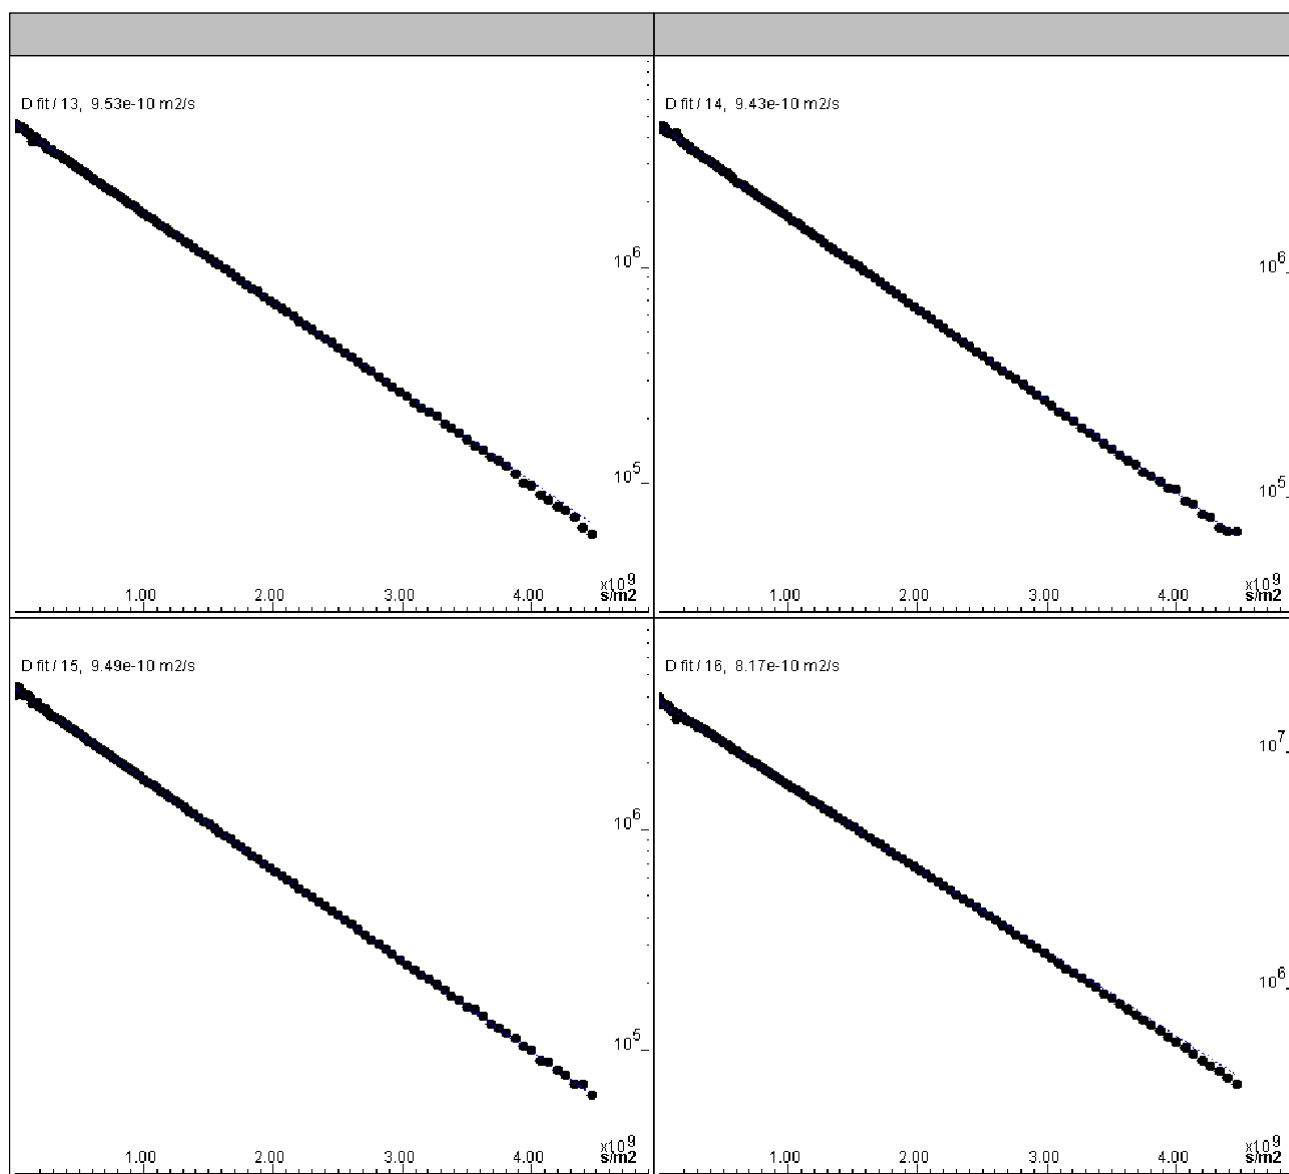 D fit / 13, 9.53e-10 m2/s
10^6
10^5
x10^9
1.00 2.00 3.00 4.00 s/m2
D fit / 14, 9.43e-10 m2/s
10^6
10^5
x10^9
1.00 2.00 3.00 4.00 s/m2
D fit / 15, 9.49e-10 m2/s
10^6
10^5
x10^9
1.00 2.00 3.00 4.00 s/m2
D fit / 16, 8.17e-10 m2/s
10^7
10^6
x10^9
1.00 2.00 3.00 4.00 s/m2